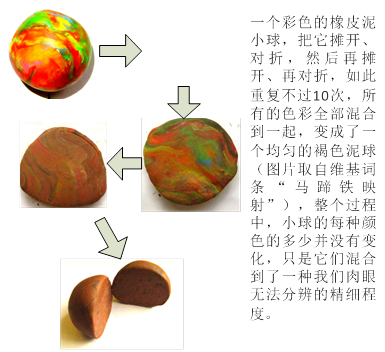 一个彩色的橡皮泥
小球，把它摊开、
对折，然后再摊
开、再对折，如此
重复不过10次，所
有的色彩全部混合
到一起，变成了一
个均匀的褐色泥球
（图片取自维基词
条“马蹄铁映
射”），整个过程
中，小球的每种颜
色的多少并没有变
化，只是它们混合
到了一种我们肉眼
无法分辨的精细程
度。